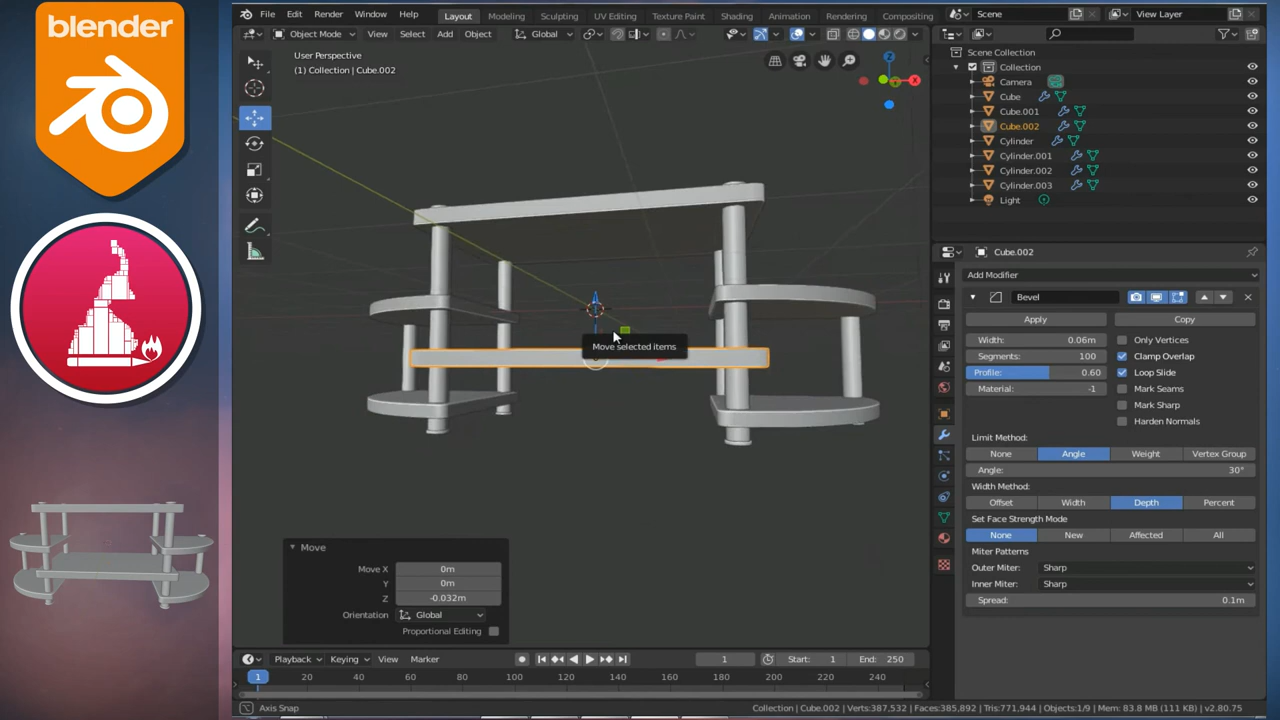 blender
File Edit Render Window Help
Layout Modeling Sculpting UV Editing Texture Paint Shading Animation Rendering Compositing
Scene View Layer
Object Mode View Select Add Object Global
User Perspective
(1) Collection | Cube.002
Scene Collection
Collection
Camera
Cube
Cube.001
Cube.002
Cylinder
Cylinder.001
Cylinder.002
Cylinder.003
Light
Z
X
Move selected items
Cube.002
Add Modifier
Bevel
Apply Copy
Width: 0.06m Only Vertices
Segments: 100 Clamp Overlap
Profile: 0.60 Loop Slide
Material: -1 Mark Seams
Mark Sharp
Harden Normals
Limit Method:
None Angle Weight Vertex Group
Angle: 30°
Width Method:
Offset Width Depth Percent
Set Face Strength Mode
None New Affected All
Miter Patterns
Outer Miter: Sharp
Inner Miter: Sharp
Spread: 0.1m
Move
Move X 0m
Y 0m
Z -0.032m
Orientation Global
Proportional Editing
Playback Keying View Marker 1 Start: 1 End: 250
1 20 40 60 80 100 120 140 160 180 200 220 240
Axis Snap Collection | Cube.002 | Verts:387,532 | Faces:385,892 | Tris:771,944 | Objects:1/9 | Mem: 83.8 MB (111 KB) | v2.80.75